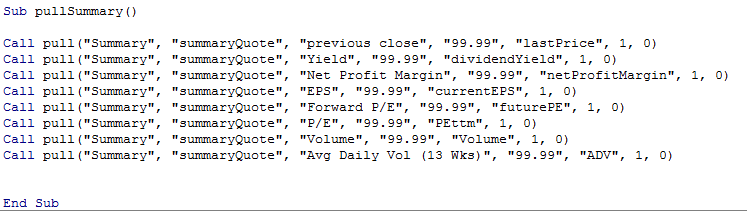 Sub pullSummary()
Call pull("Summary", "summaryQuote", "previous close", "99.99", "lastPrice", 1, 0)
Call pull("Summary", "summaryQuote", "Yield", "99.99", "dividendYield", 1, 0)
Call pull("Summary", "summaryQuote", "Net Profit Margin", "99.99", "netProfitMargin", 1, 0)
Call pull("Summary", "summaryQuote", "EPS", "99.99", "currentEPS", 1, 0)
Call pull("Summary", "summaryQuote", "Forward P/E", "99.99", "futurePE", 1, 0)
Call pull("Summary", "summaryQuote", "P/E", "99.99", "PEttm", 1, 0)
Call pull("Summary", "summaryQuote", "Volume", "99.99", "Volume", 1, 0)
Call pull("Summary", "summaryQuote", "Avg Daily Vol (13 Wks)", "99.99", "ADV", 1, 0)
End Sub